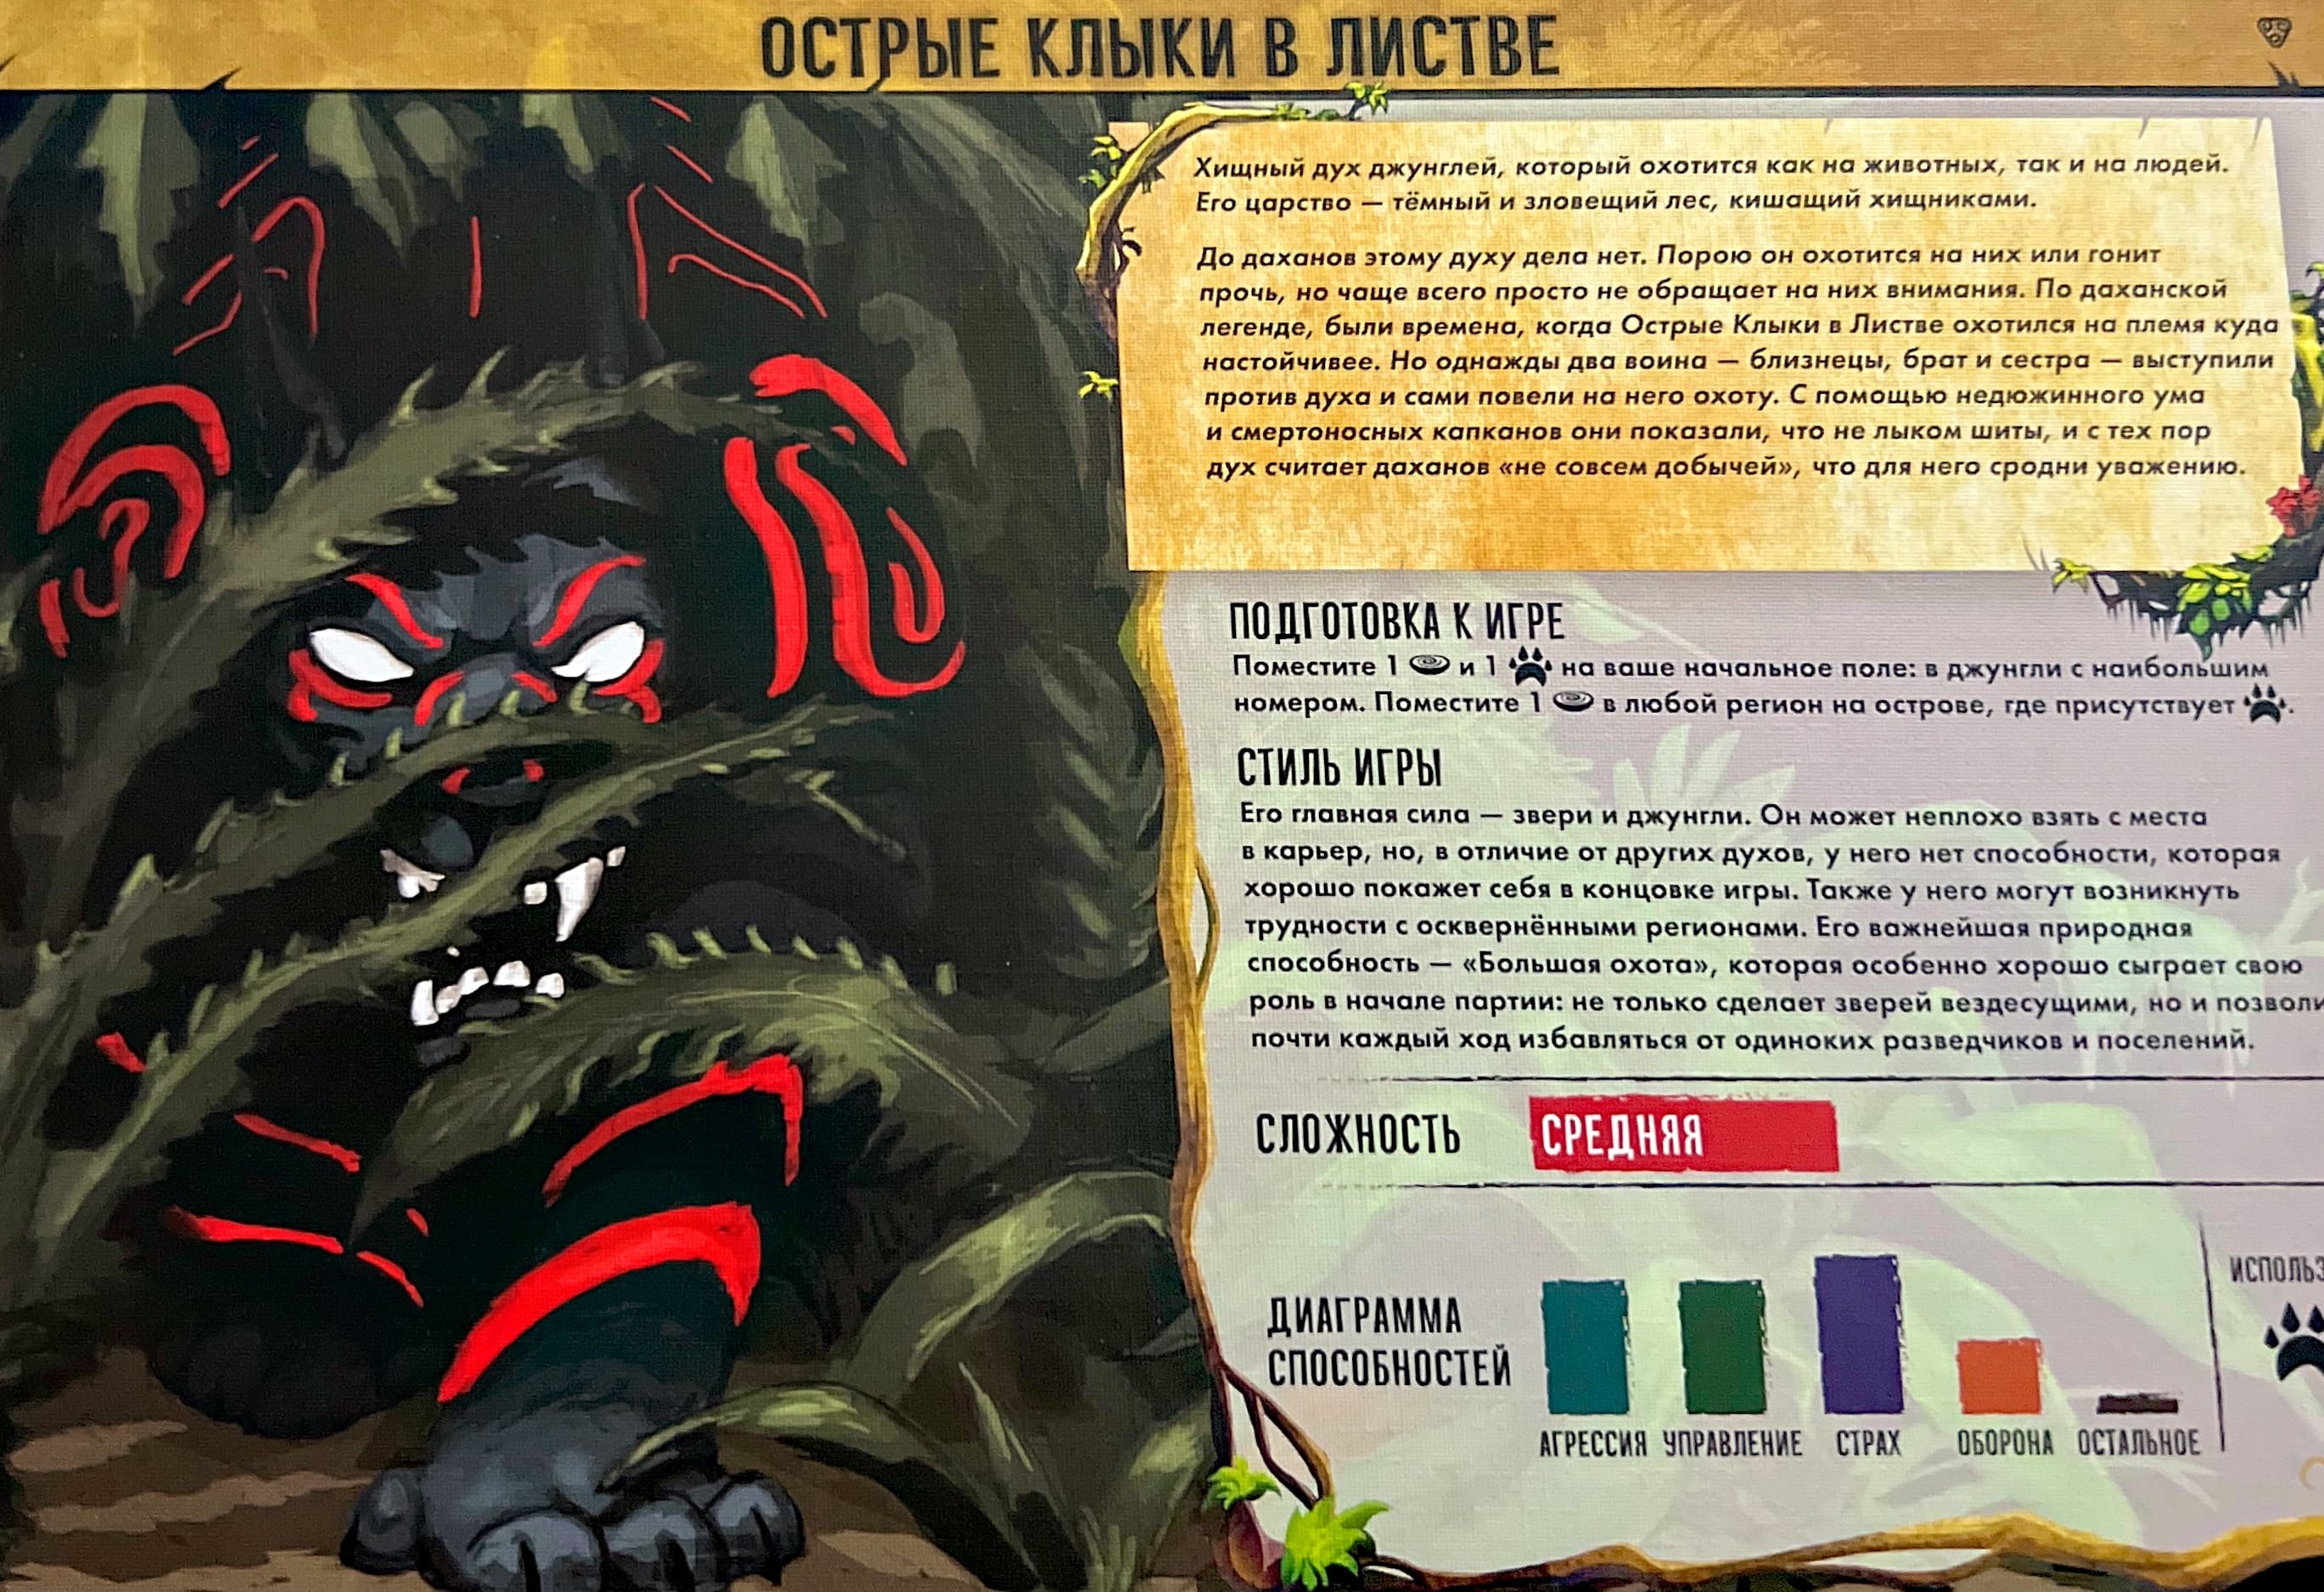 ОСТРЫЕ КЛЫКИ В ЛИСТВЕ
Хищный дух джунглей, который охотится как на животных, так и на людей.
Его царство — тёмный и зловещий лес, кишащий хищниками.
До даханов этому духу дела нет. Порою он охотится на них или гонит
прочь, но чаще всего просто не обращает на них внимания. По даханской
легенде, были времена, когда Острые Клыки в Листве охотился на племя куда
настойчивее. Но однажды два воина — близнецы, брат и сестра — выступили
против духа и сами повели на него охоту. С помощью недюжинного ума
и смертоносных капканов они показали, что не лыком шиты, и с тех пор
дух считает даханов «не совсем добычей», что для него сродни уважению.
ПОДГОТОВКА К ИГРЕ
Поместите 1 и 1 на ваше начальное поле: в джунгли с наибольшим
номером. Поместите 1 в любой регион на острове, где присутствует .
СТИЛЬ ИГРЫ
Его главная сила — звери и джунгли. Он может неплохо взять с места
в карьер, но, в отличие от других духов, у него нет способности, которая
хорошо покажет себя в концовке игры. Также у него могут возникнуть
трудности с осквернёнными регионами. Его важнейшая природная
способность — «Большая охота», которая особенно хорошо сыграет свою
роль в начале партии: не только сделает зверей вездесущими, но и
почти каждый ход избавляться от одиноких разведчиков и поселений.
СЛОЖНОСТЬ СРЕДНЯЯ
ДИАГРАММА
СПОСОБНОСТЕЙ
АГРЕССИЯ УПРАВЛЕНИЕ СТРАХ ОБОРОНА ОСТАЛЬНОЕ